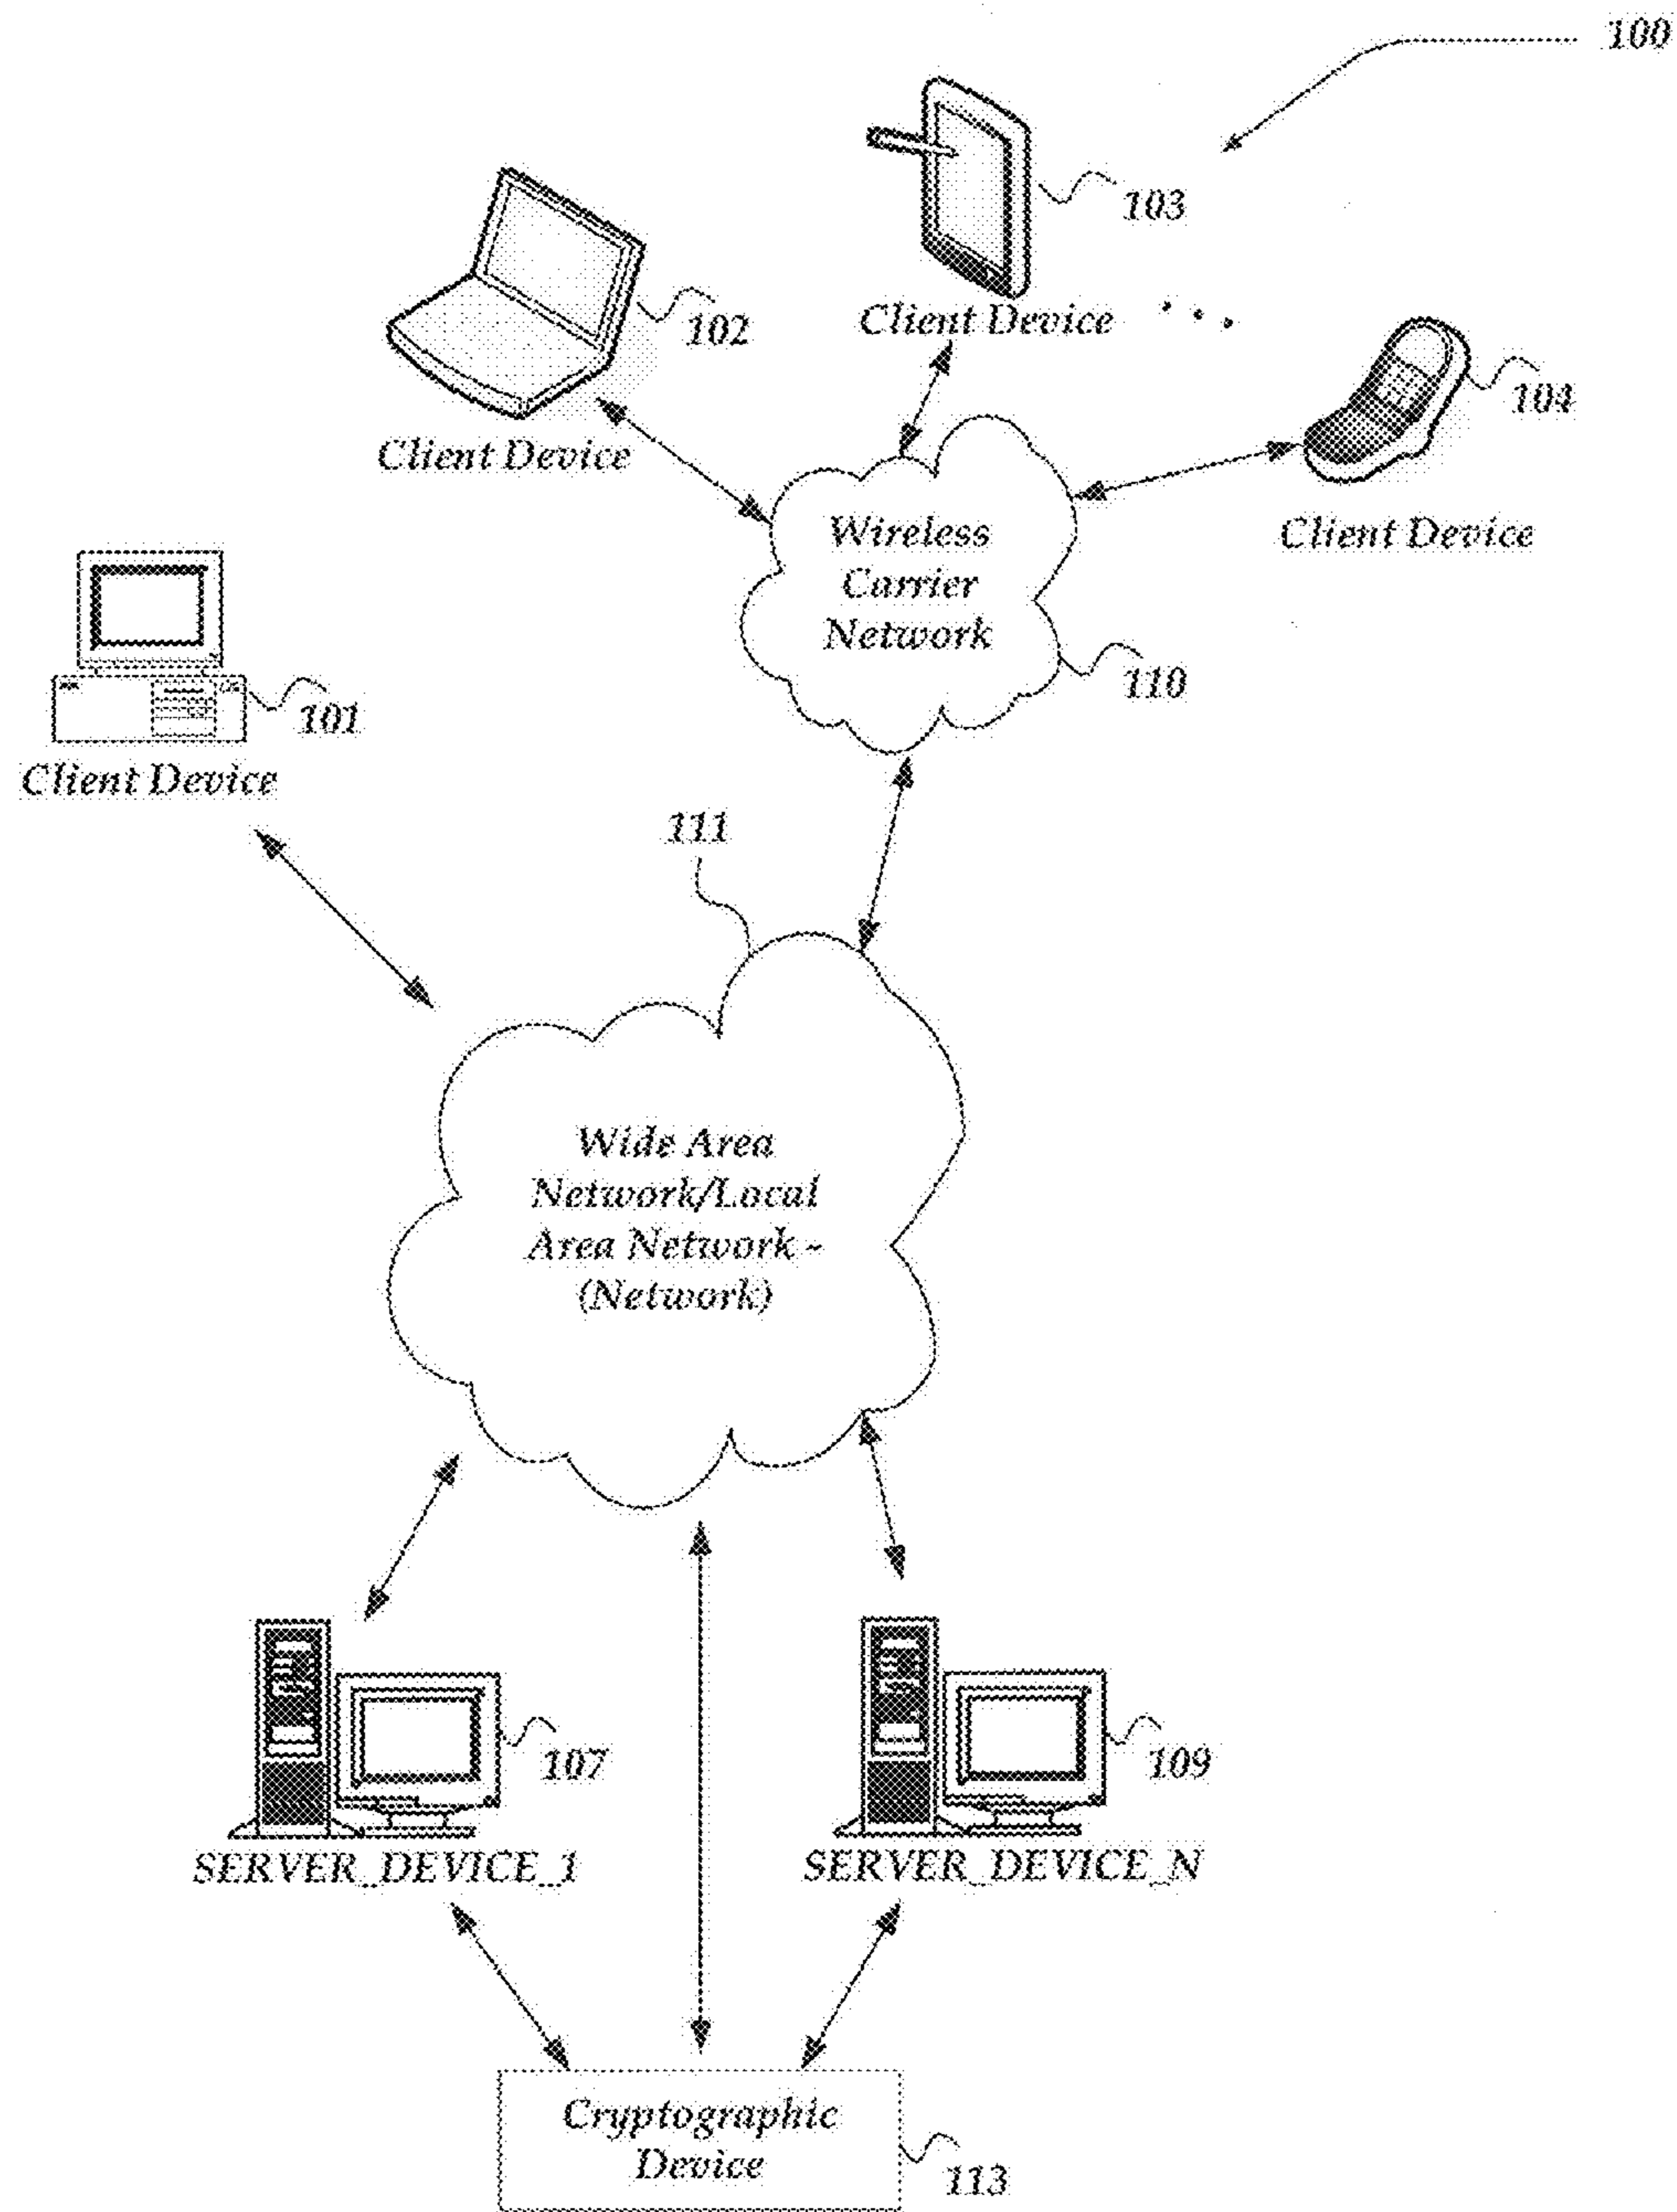 100
103
Client Device
102
Client Device
104
Client Device
Wireless
Carrier
Network
110
101
Client Device
111
Wide Area
Network/Local
Area Network -
(Network)
107
SERVER_DEVICE_1
109
SERVER_DEVICE_N
Cryptographic
Device
113